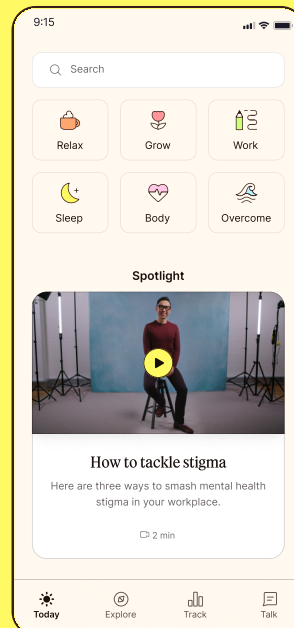 9:15
Search
Relax
Grow
Work
Sleep
Body
Overcome
Spotlight
How to tackle stigma
Here are three ways to smash mental health
stigma in your workplace.
2 min
Today
Explore
Track
Talk